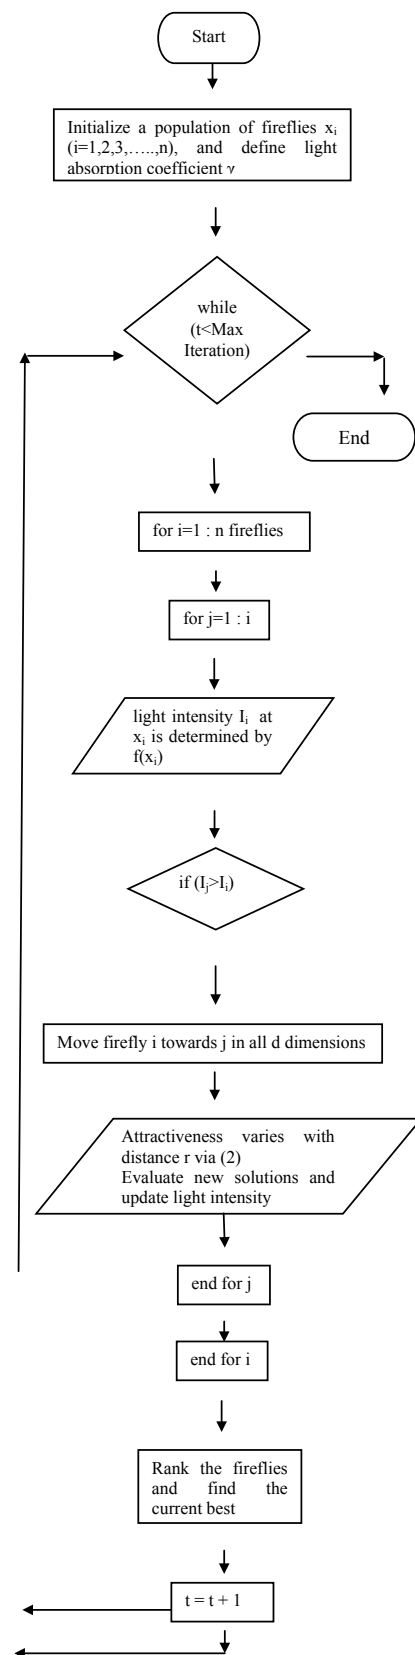 Start
Initialize a population of fireflies xᵢ
(i=1,2,3,…..,n), and define light
absorption coefficient γ
while
(t<Max
Iteration)
End
for i=1 : n fireflies
for j=1 : i
light intensity Iᵢ at
xᵢ is determined by
f(xᵢ)
if (Iⱼ>Iᵢ)
Move firefly i towards j in all d dimensions
Attractiveness varies with
distance r via (2)
Evaluate new solutions and
update light intensity
end for j
end for i
Rank the fireflies
and find the
current best
t = t + 1